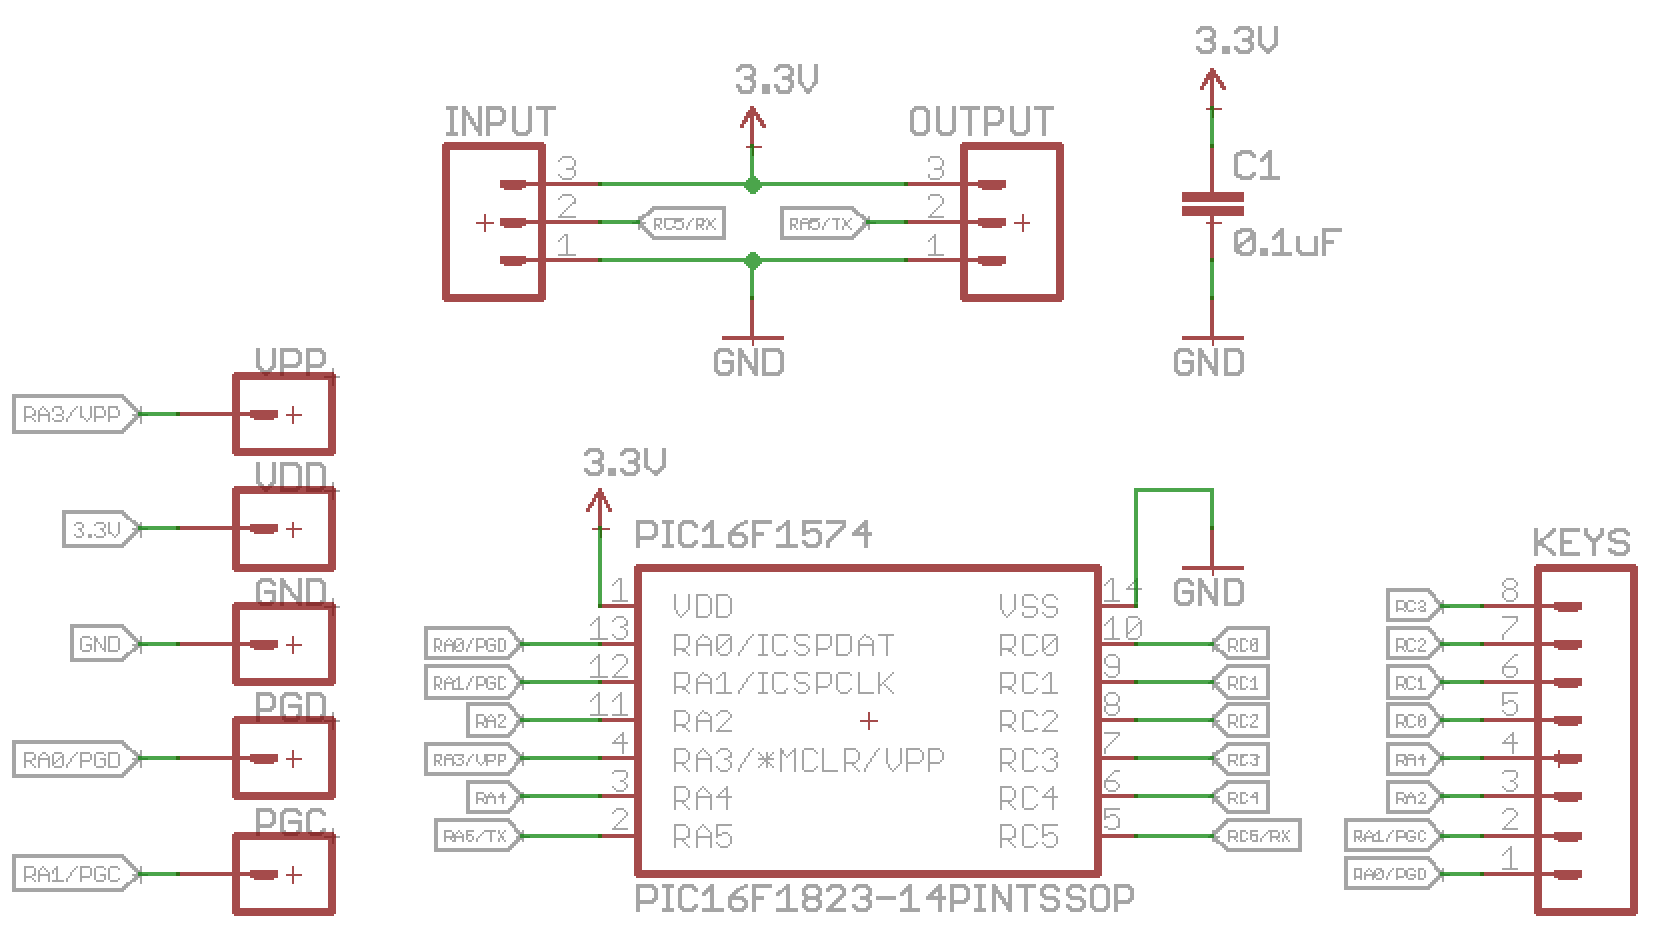 3.3V
3.3V
INPUT
OUTPUT
3
3
C1
2
RC5/RX
RA5/TX
2
1
1
0.1uF
GND
GND
VPP
RA3/VPP
VDD
3.3V
GND
GND
PGD
RA0/PGD
PGC
RA1/PGC
3.3V
PIC16F1574
GND
1 VDD VSS 14
RA0/PGD 13 RA0/ICSPDAT RC0 10 RC0
RA1/PGC 12 RA1/ICSPCLK RC1 9 RC1
RA2 11 RA2 RC2 8 RC2
RA3/VPP 4 RA3/*MCLR/VPP RC3 7 RC3
RA4 3 RA4 RC4 6 RC4
RA5/TX 2 RA5 RC5 5 RC5/RX
PIC16F1823-14PINTSSOP
KEYS
RC3 8
RC2 7
RC1 6
RC0 5
RA4 4
RA2 3
RA1/PGC 2
RA0/PGD 1